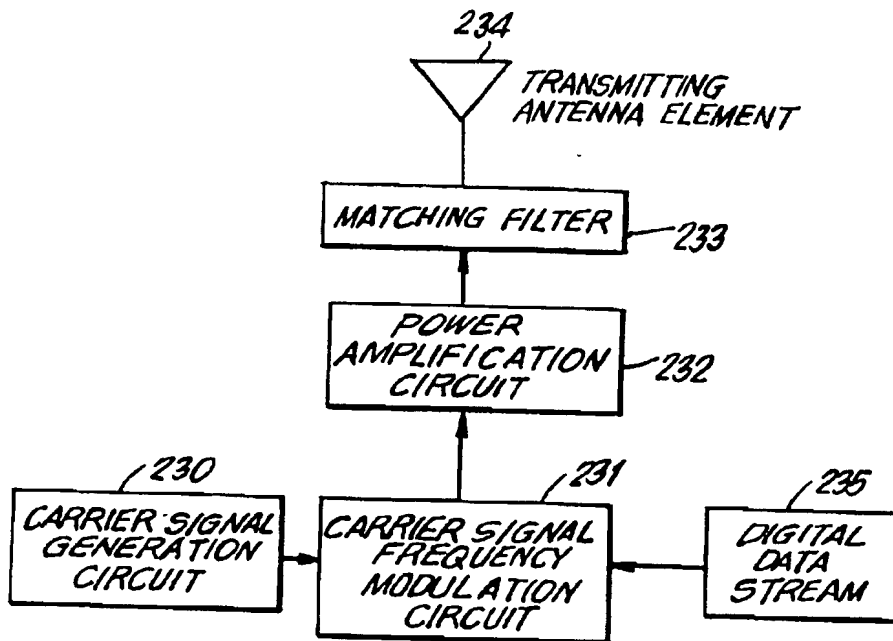 234
TRANSMITTING
ANTENNA ELEMENT
MATCHING FILTER
233
POWER
AMPLIFICATION
CIRCUIT
232
230
231
235
CARRIER SIGNAL
GENERATION
CIRCUIT
CARRIER SIGNAL
FREQUENCY
MODULATION
CIRCUIT
DIGITAL
DATA
STREAM